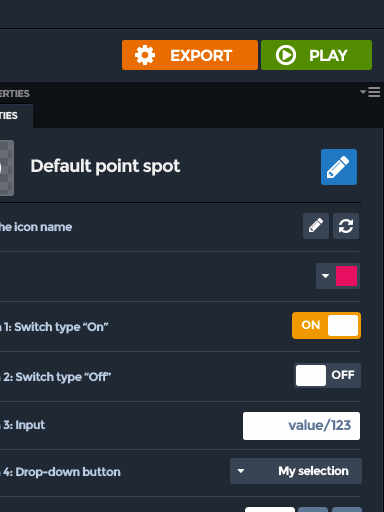 EXPORT PLAY
ERTIES
TIES
Default point spot
he icon name
1: Switch type “On” ON
2: Switch type “Off” OFF
3: Input value/123
4: Drop-down button My selection